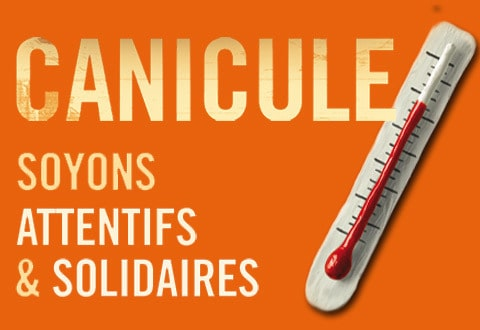 CANICULE
SOYONS
ATTENTIFS
& SOLIDAIRES